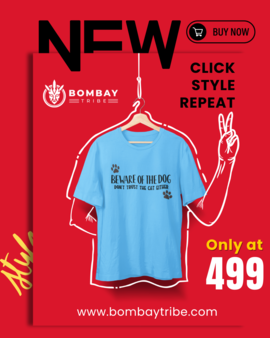 NEW
BUY NOW
BOMBAY
TRIBE
CLICK
STYLE
REPEAT
BEWARE OF THE DOG
DON'T TRUST THE CAT EITHER
Style
Only at
499
www.bombaytribe.com